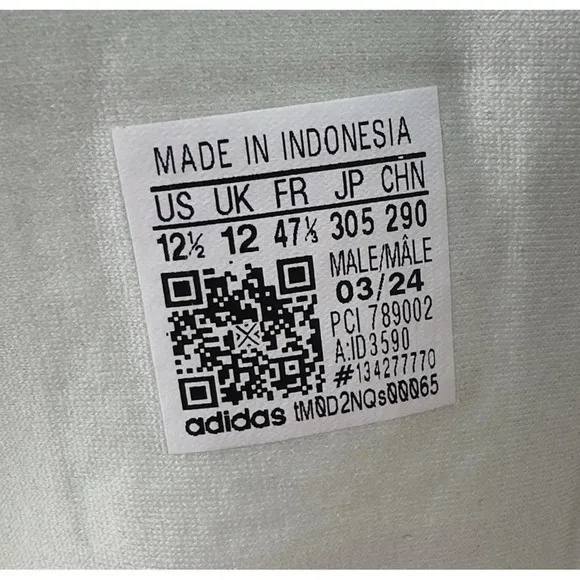 MADE IN INDONESIA
US UK FR JP CHN
12½ 12 47⅓ 305 290
MALE/MÂLE
03/24
PCI 789002
A:ID3590
#134277770
adidas tM0D2NQs00065